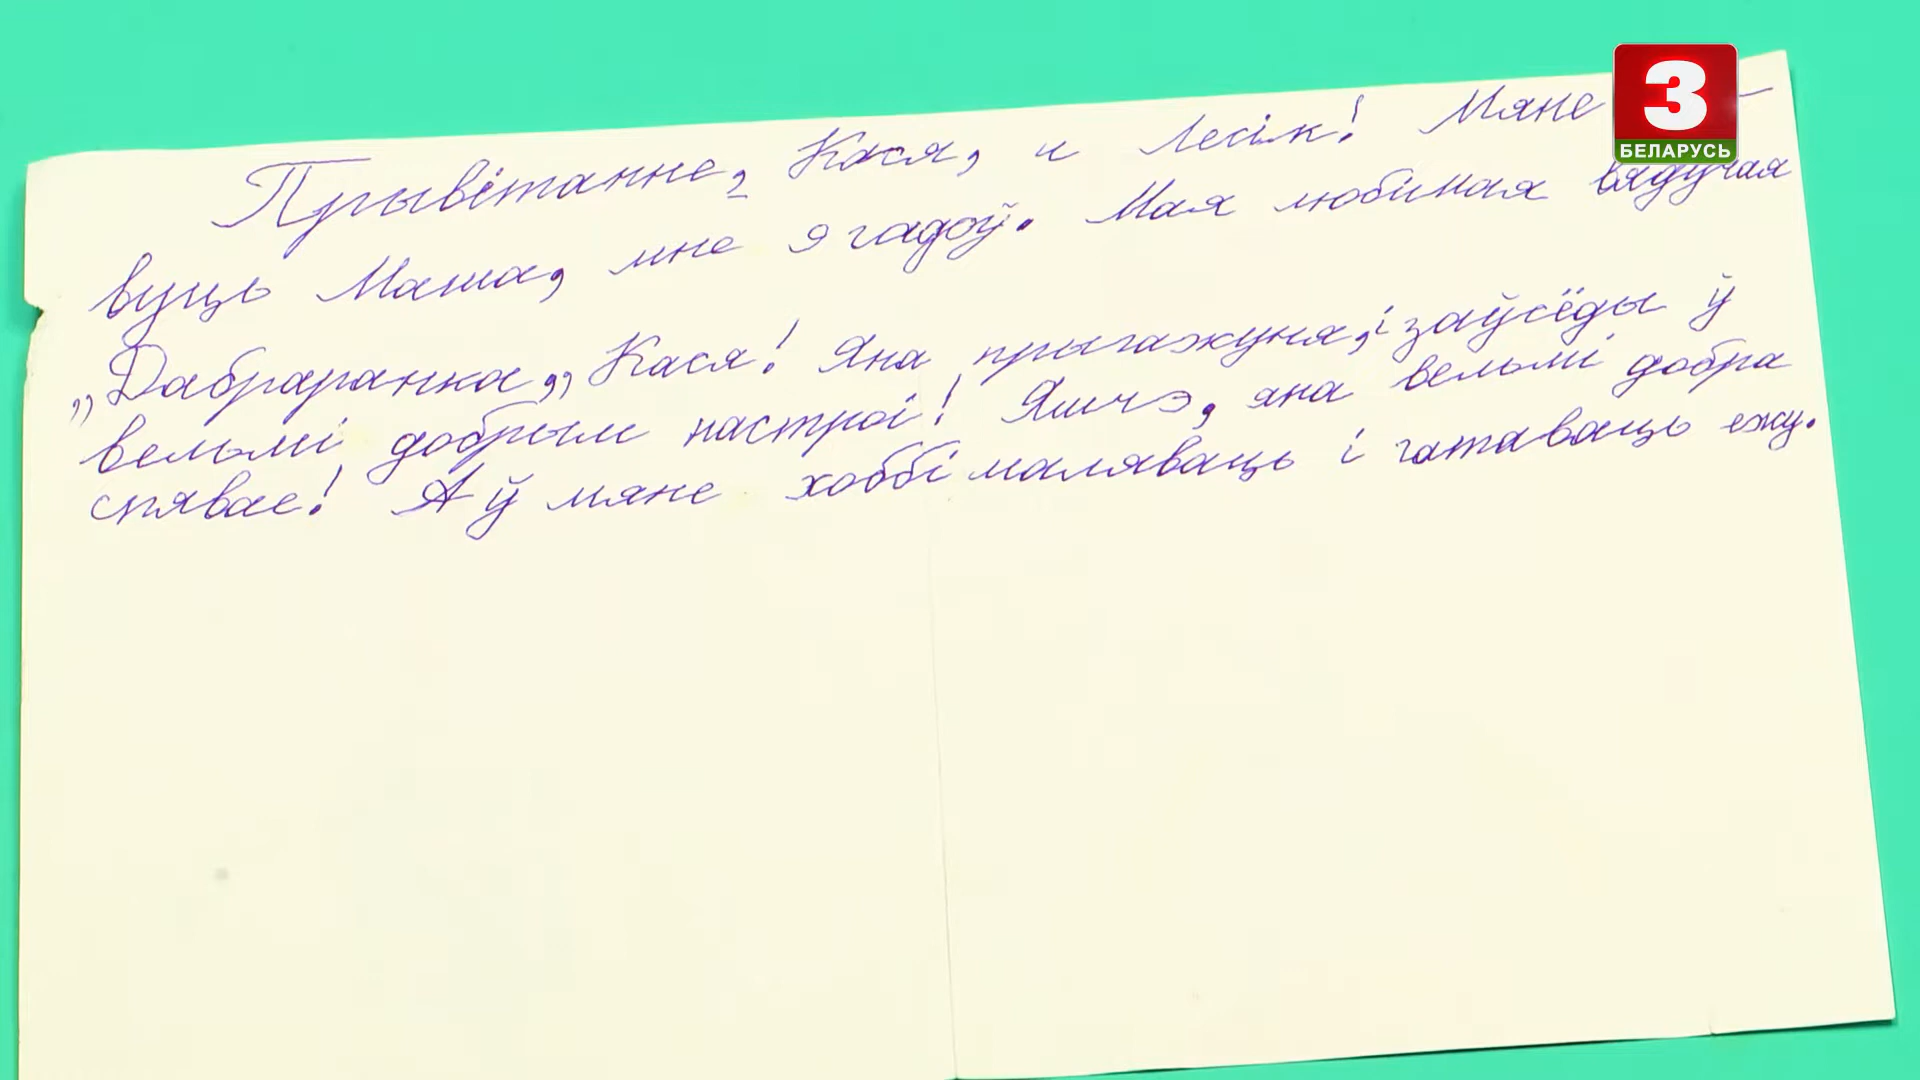 Прывітанне, Кася, и Лесік! Мяне
вуць Маша, мне 9 гадоў. Мая любімая вядучая
„Дабраранка„ Кася! Яна прыгажуня, і заўсёды ў
вельмі добрым настроі! Яшчэ, яна вельмі добра
спявае! А ў мяне хоббі маляваць і гатаваць ежу.
3
БЕЛАРУСЬ